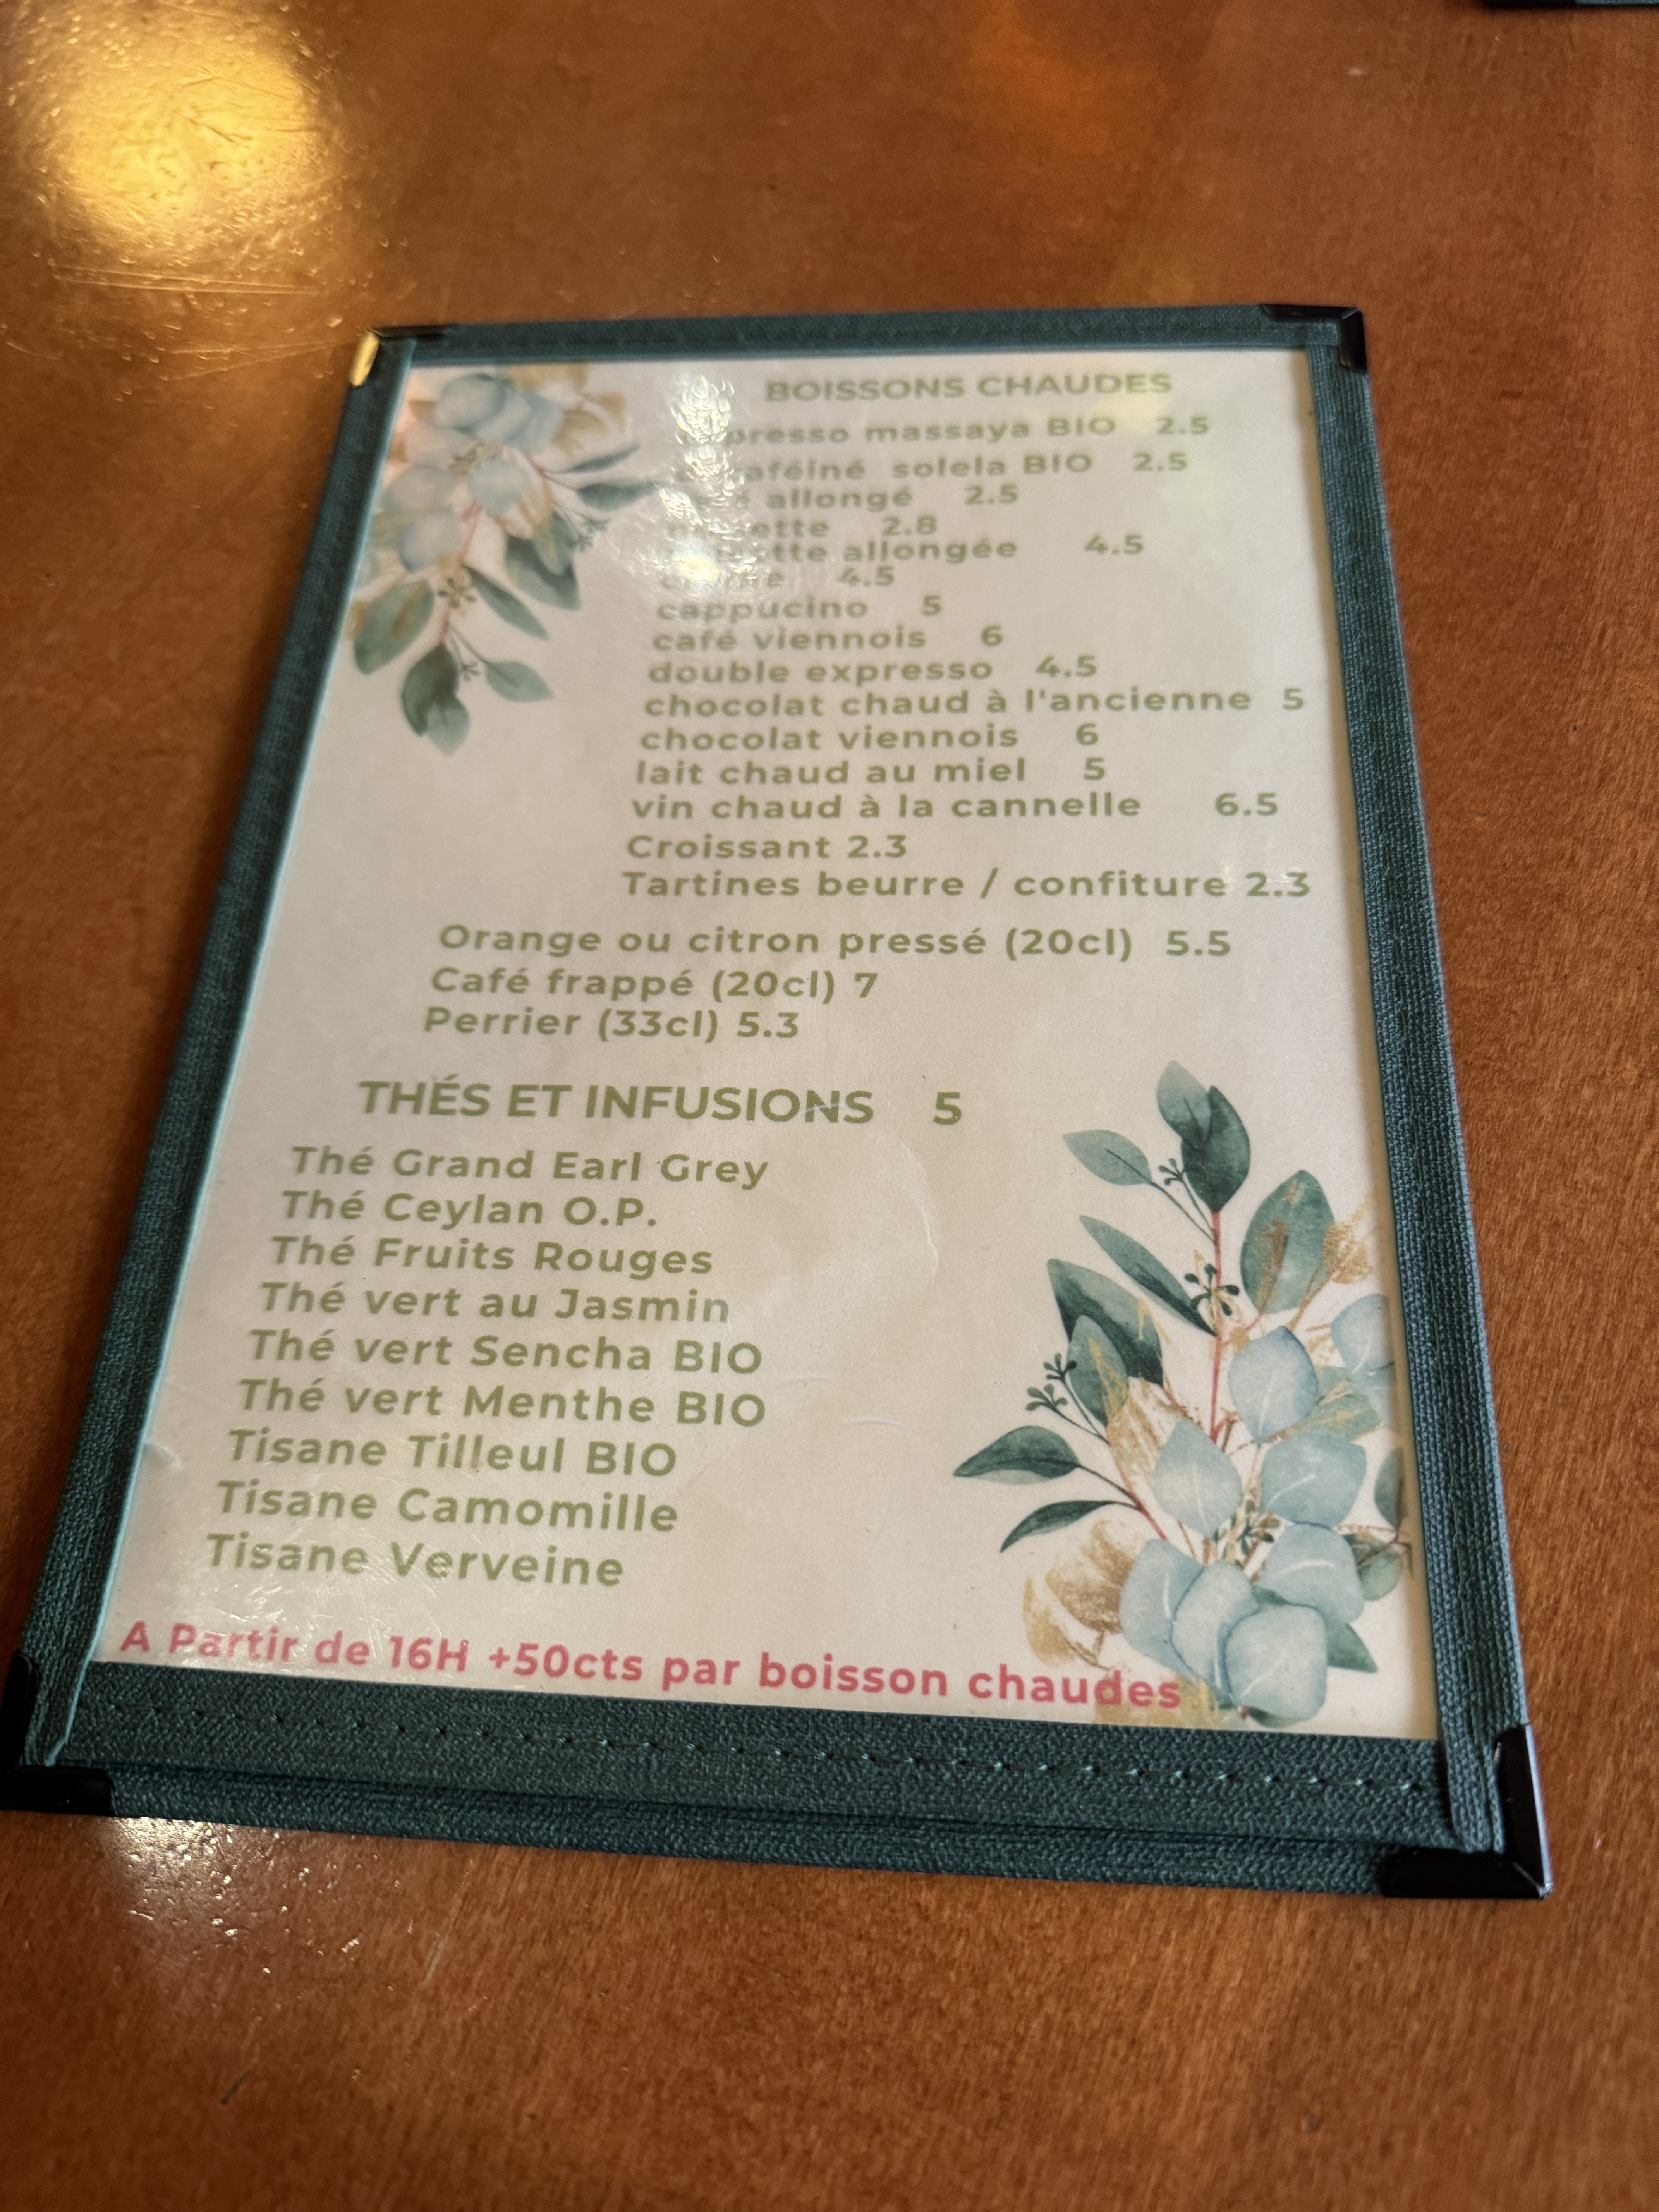 BOISSONS CHAUDES
massaya BIO 2.5
solela BIO 2.5
allongé 2.5
2.8
allongée 4.5
4.5
cappucino 5
café viennois 6
double expresso 4.5
chocolat chaud à l'ancienne 5
chocolat viennois 6
lait chaud au miel 5
vin chaud à la cannelle 6.5
Croissant 2.3
Tartines beurre / confiture 2.3
Orange ou citron pressé (20cl) 5.5
Café frappé (20cl) 7
Perrier (33cl) 5.3
THÉS ET INFUSIONS 5
Thé Grand Earl Grey
Thé Ceylan O.P.
Thé Fruits Rouges
Thé vert au Jasmin
Thé vert Sencha BIO
Thé vert Menthe BIO
Tisane Tilleul BIO
Tisane Camomille
Tisane Verveine
A Partir de 16H +50cts par boisson chaudes